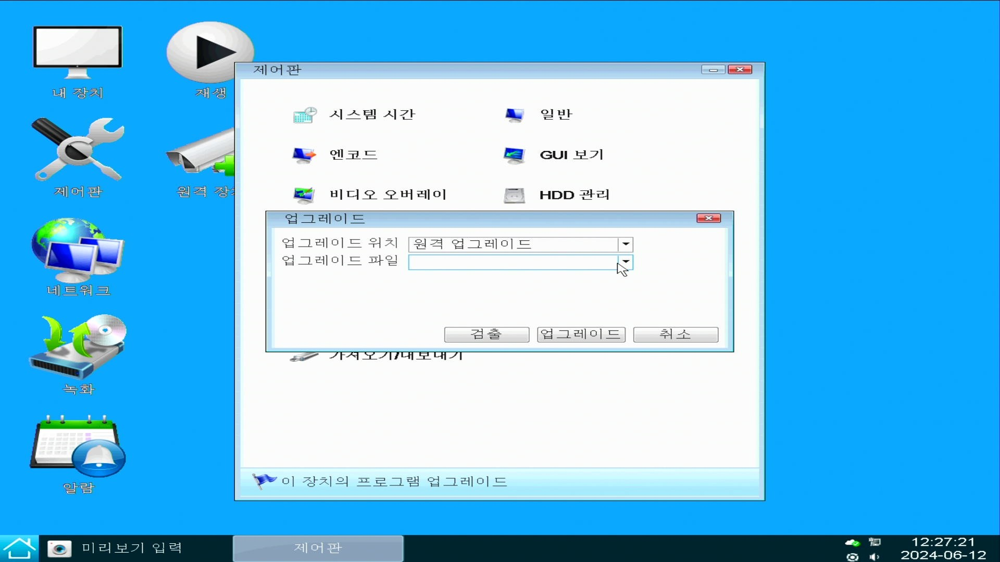 내 장치
재생
제어판
원격 장
네트워크
녹화
알람
제어판
시스템 시간
일반
엔코드
GUI 보기
비디오 오버레이
HDD 관리
업그레이드
업그레이드 위치
원격 업그레이드
업그레이드 파일
검출
업그레이드
취소
가져오기/내보내기
이 장치의 프로그램 업그레이드
미리보기 입력
제어판
12:27:21
2024-06-12